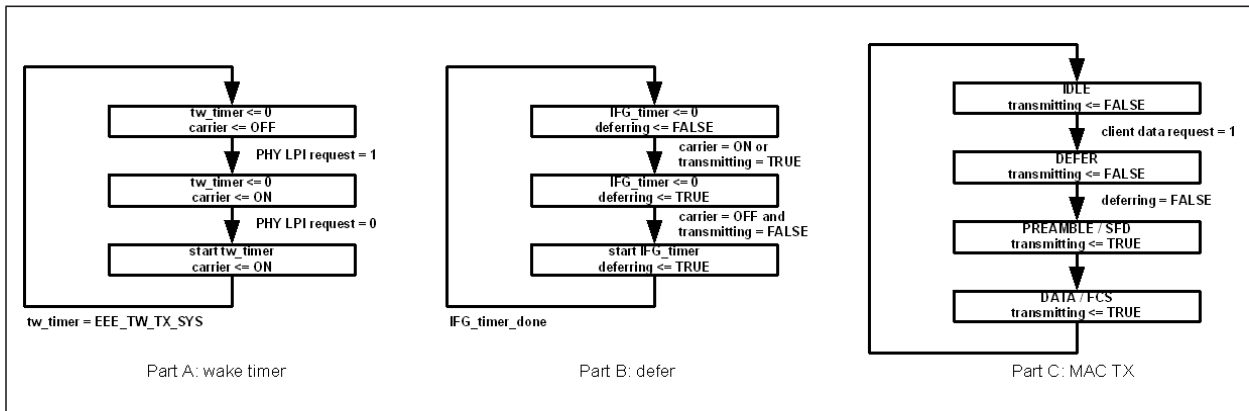 tw_timer <= 0
carrier <= OFF
PHY LPI request = 1
tw_timer <= 0
carrier <= ON
PHY LPI request = 0
start tw_timer
carrier <= ON
tw_timer = EEE_TW_TX_SYS
Part A: wake timer
IFG_timer <= 0
deferring <= FALSE
carrier = ON or
transmitting = TRUE
IFG_timer <= 0
deferring <= TRUE
carrier = OFF and
transmitting = FALSE
start IFG_timer
deferring <= TRUE
IFG_timer_done
Part B: defer
IDLE
transmitting <= FALSE
client data request = 1
DEFER
transmitting <= FALSE
deferring = FALSE
PREAMBLE / SFD
transmitting <= TRUE
DATA / FCS
transmitting <= TRUE
Part C: MAC TX